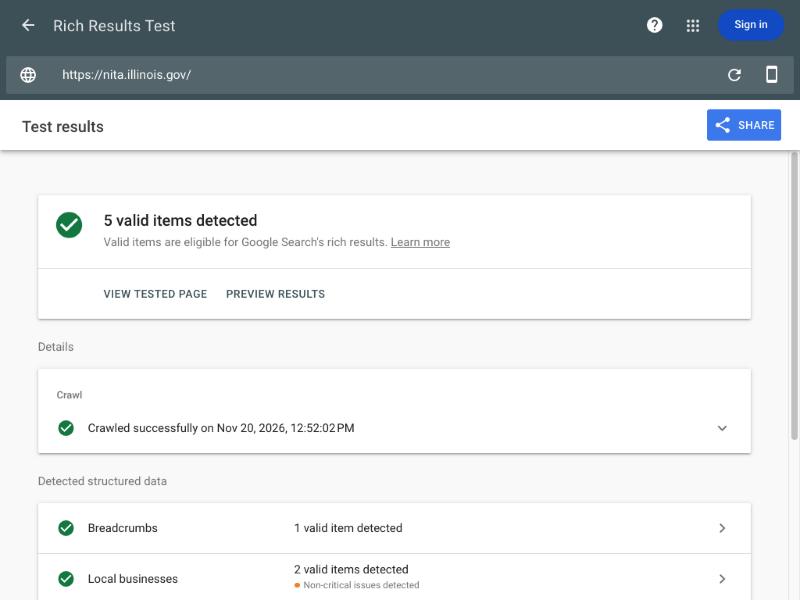 Rich Results Test
Sign in
https://nita.illinois.gov/
Test results
SHARE
5 valid items detected
Valid items are eligible for Google Search's rich results. Learn more
VIEW TESTED PAGE PREVIEW RESULTS
Details
Crawl
Crawled successfully on Nov 20, 2026, 12:52:02 PM
Detected structured data
Breadcrumbs 1 valid item detected
Local businesses 2 valid items detected
Non-critical issues detected